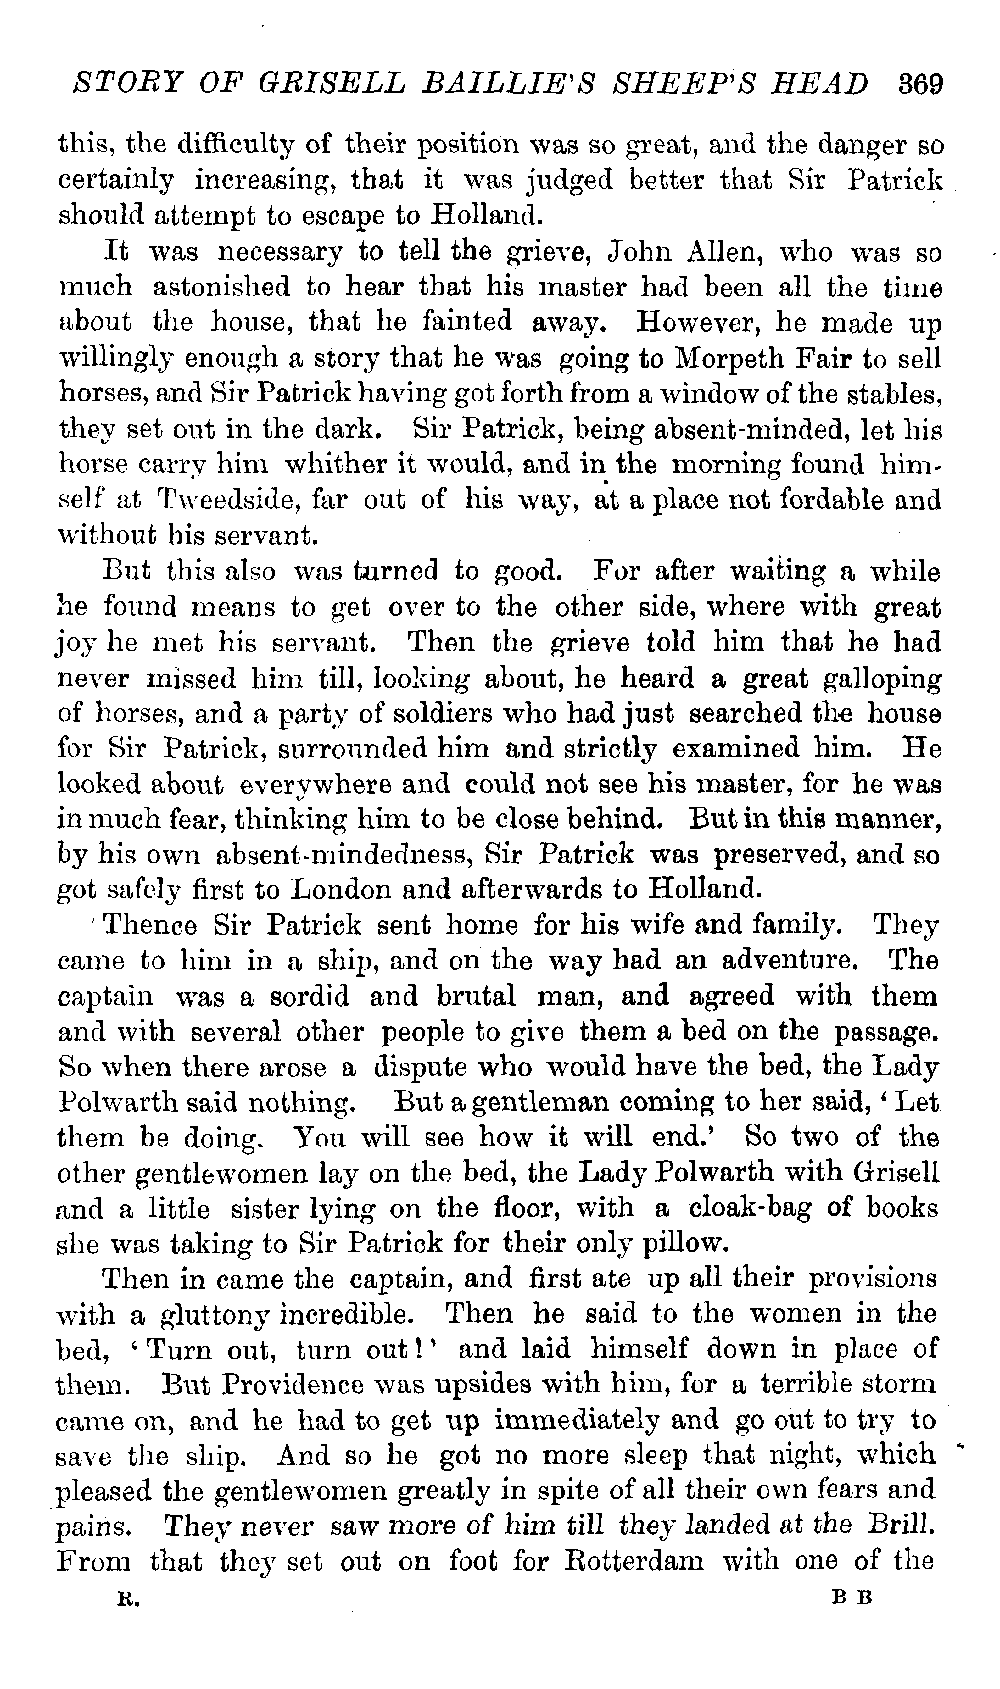 STORY OF GRISELL BAILLIE'S SHEEP'S HEAD 369
this, the difficulty of their position was so great, and the danger so
certainly increasing, that it was judged better that Sir Patrick
should attempt to escape to Holland.
It was necessary to tell the grieve, John Allen, who was so
much astonished to hear that his master had been all the time
about the house, that he fainted away. However, he made up
willingly enough a story that he was going to Morpeth Fair to sell
horses, and Sir Patrick having got forth from a window of the stables,
they set out in the dark. Sir Patrick, being absent-minded, let his
horse carry him whither it would, and in the morning found him-
self at Tweedside, far out of his way, at a place not fordable and
without his servant.
But this also was turned to good. For after waiting a while
he found means to get over to the other side, where with great
joy he met his servant. Then the grieve told him that he had
never missed him till, looking about, he heard a great galloping
of horses, and a party of soldiers who had just searched the house
for Sir Patrick, surrounded him and strictly examined him. He
looked about everywhere and could not see his master, for he was
in much fear, thinking him to be close behind. But in this manner,
by his own absent-mindedness, Sir Patrick was preserved, and so
got safely first to London and afterwards to Holland.
Thence Sir Patrick sent home for his wife and family. They
came to him in a ship, and on the way had an adventure. The
captain was a sordid and brutal man, and agreed with them
and with several other people to give them a bed on the passage.
So when there arose a dispute who would have the bed, the Lady
Polwarth said nothing. But a gentleman coming to her said, ‘Let
them be doing. You will see how it will end.’ So two of the
other gentlewomen lay on the bed, the Lady Polwarth with Grisell
and a little sister lying on the floor, with a cloak-bag of books
she was taking to Sir Patrick for their only pillow.
Then in came the captain, and first ate up all their provisions
with a gluttony incredible. Then he said to the women in the
bed, ‘Turn out, turn out!’ and laid himself down in place of
them. But Providence was upsides with him, for a terrible storm
came on, and he had to get up immediately and go out to try to
save the ship. And so he got no more sleep that night, which
pleased the gentlewomen greatly in spite of all their own fears and
pains. They never saw more of him till they landed at the Brill.
From that they set out on foot for Rotterdam with one of the
R. B B